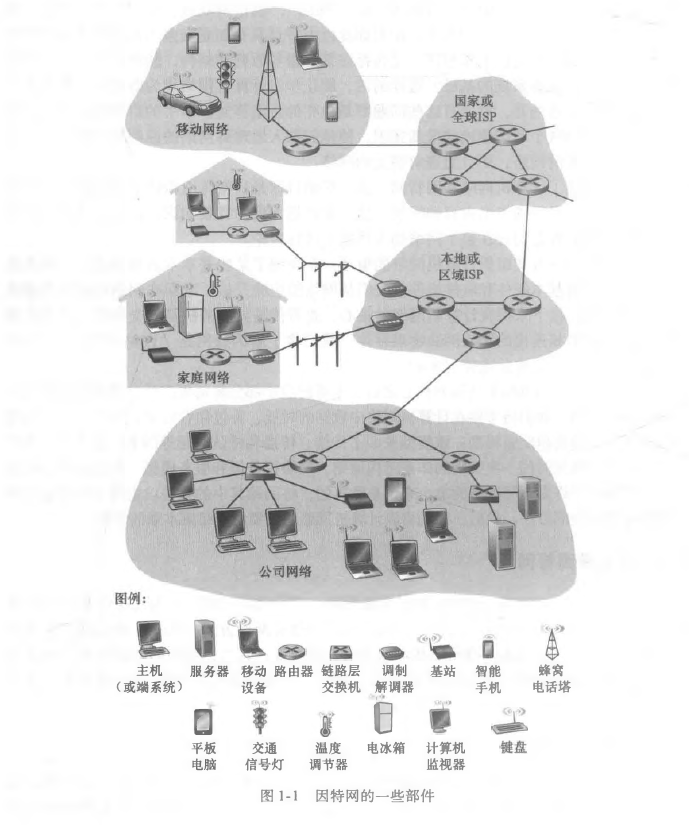 移动网络
国家或
全球ISP
本地或
区域ISP
家庭网络
公司网络
图例：
主机
（或端系统）
服务器
移动
设备
路由器
链路层
交换机
调制
解调器
基站
智能
手机
蜂窝
电话塔
平板
电脑
交通
信号灯
温度
调节器
电冰箱
计算机
监视器
键盘
图 1-1 因特网的一些部件